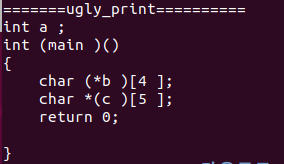 =======ugly_print==========
int a ;
int (main )()
{
    char (*b )[4 ];
    char *(c )[5 ];
    return 0;

}